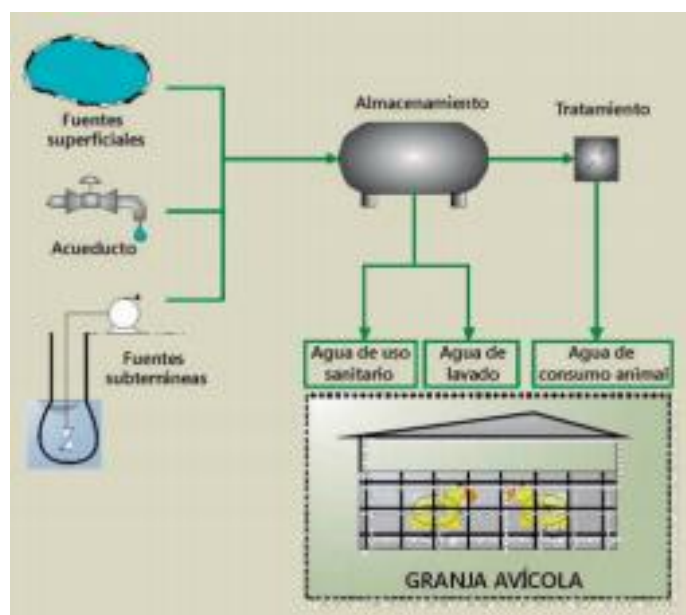 Fuentes
superficiales
Acueducto
Fuentes
subterráneas
Almacenamiento
Tratamiento
Agua de uso
sanitario
Agua de
lavado
Agua de
consumo animal
GRANJA AVÍCOLA